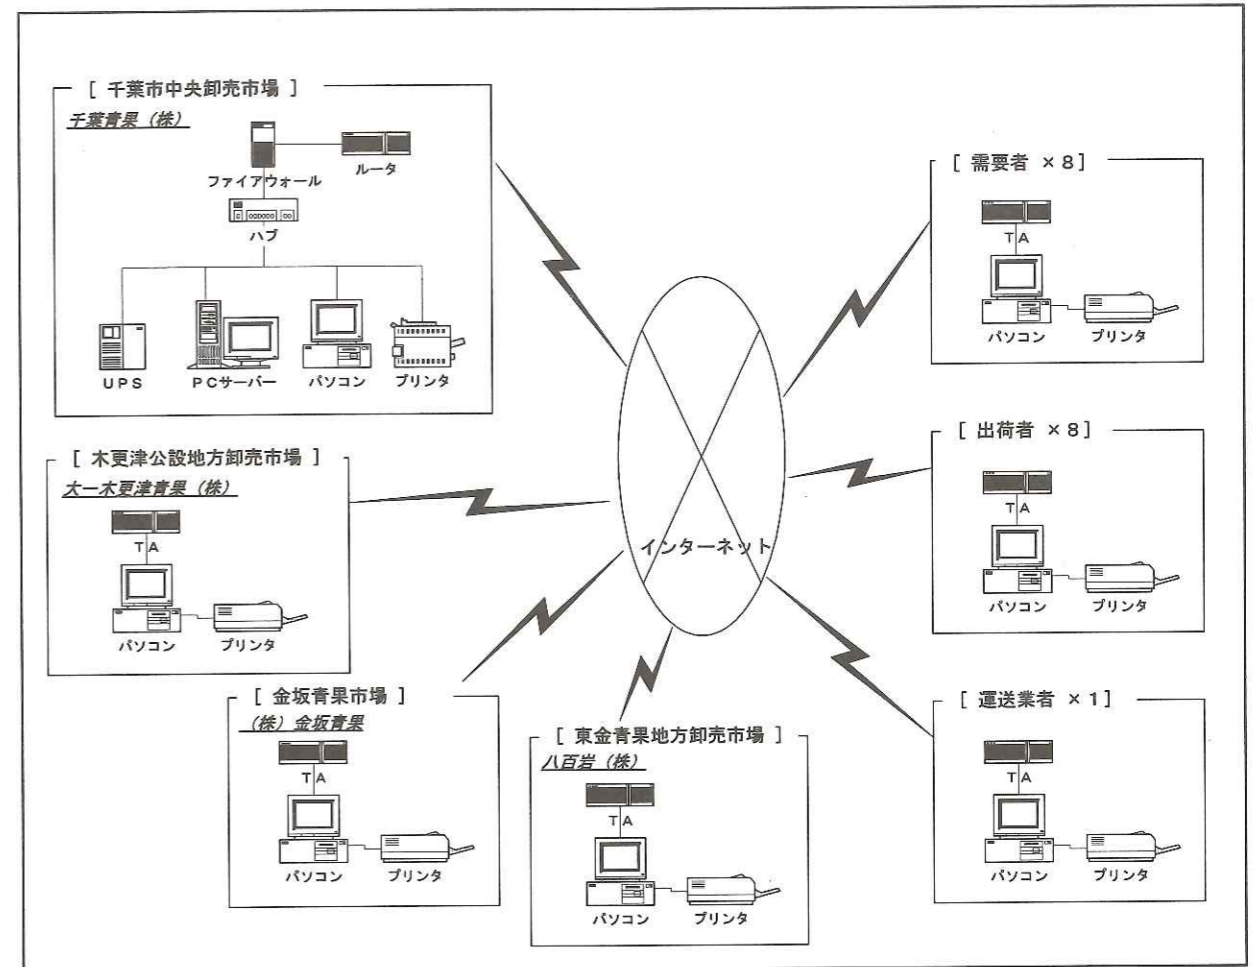 [ 千葉市中央卸売市場 ]
千葉青果（株）
ルータ
ファイアウォール
ハブ
UPS
PCサーバー
パソコン
プリンタ
[ 木更津公設地方卸売市場 ]
大一木更津青果（株）
TA
パソコン
プリンタ
[ 金坂青果市場 ]
（株）金坂青果
TA
パソコン
プリンタ
[ 東金青果地方卸売市場 ]
八百岩（株）
TA
パソコン
プリンタ
インターネット
[ 需要者 ×8]
TA
パソコン
プリンタ
[ 出荷者 ×8]
TA
パソコン
プリンタ
[ 運送業者 ×1]
TA
パソコン
プリンタ